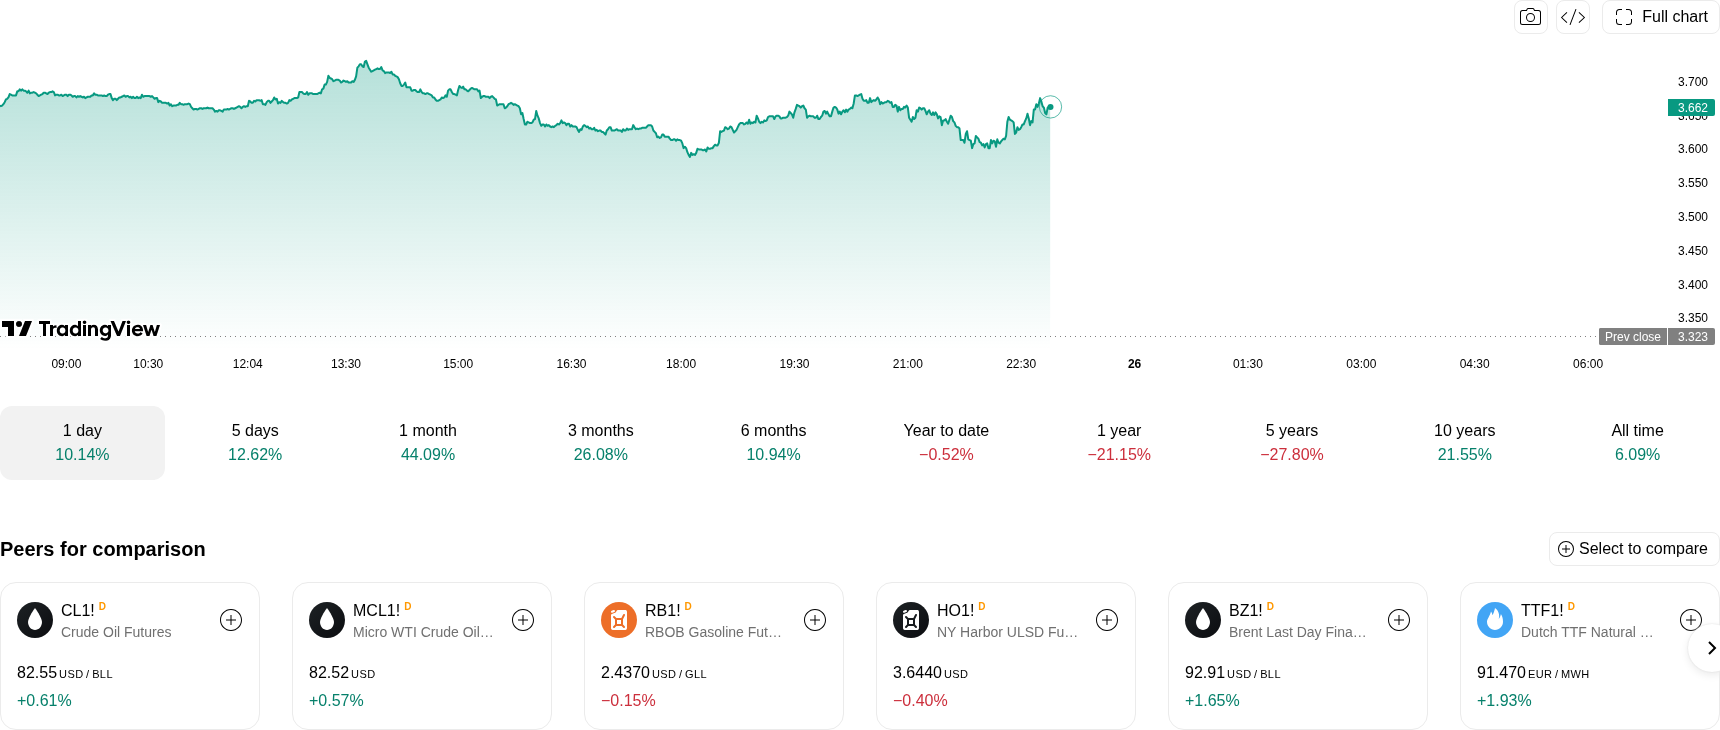 Full chart
3.700
3.662
3.650
3.600
3.550
3.500
3.450
3.400
3.350
TradingView
Prev close 3.323
09:00 10:30 12:04 13:30 15:00 16:30 18:00 19:30 21:00 22:30 26 01:30 03:00 04:30 06:00
1 day 5 days 1 month 3 months 6 months Year to date 1 year 5 years 10 years All time
10.14% 12.62% 44.09% 26.08% 10.94% −0.52% −21.15% −27.80% 21.55% 6.09%
Peers for comparison
Select to compare
CL1! D
Crude Oil Futures
82.55 USD / BLL
+0.61%
MCL1! D
Micro WTI Crude Oil…
82.52 USD
+0.57%
RB1! D
RBOB Gasoline Fut…
2.4370 USD / GLL
−0.15%
HO1! D
NY Harbor ULSD Fu…
3.6440 USD
−0.40%
BZ1! D
Brent Last Day Fina…
92.91 USD / BLL
+1.65%
TTF1! D
Dutch TTF Natural …
91.470 EUR / MWH
+1.93%